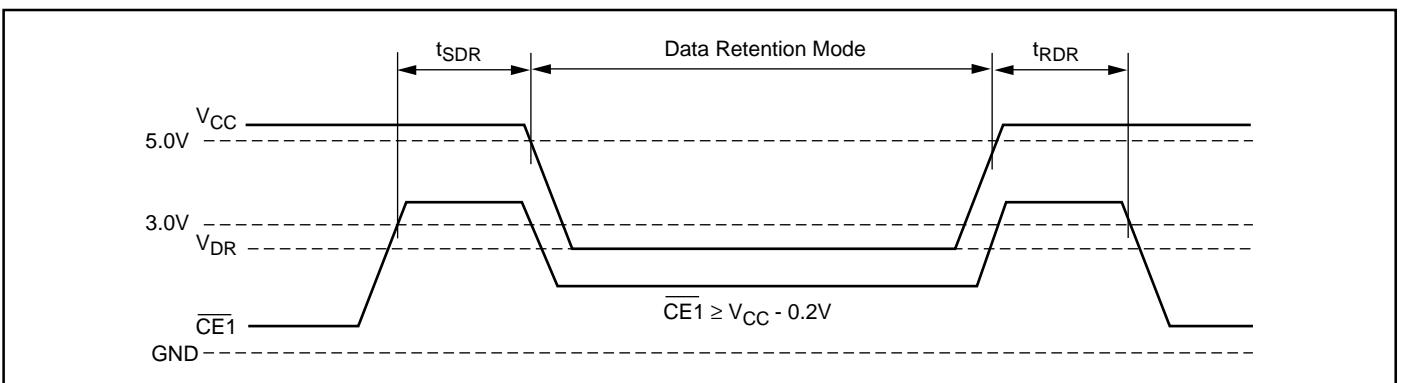 tSDR Data Retention Mode tRDR
VCC
5.0V
3.0V
VDR
CE1 ≥ VCC - 0.2V
CE1
GND